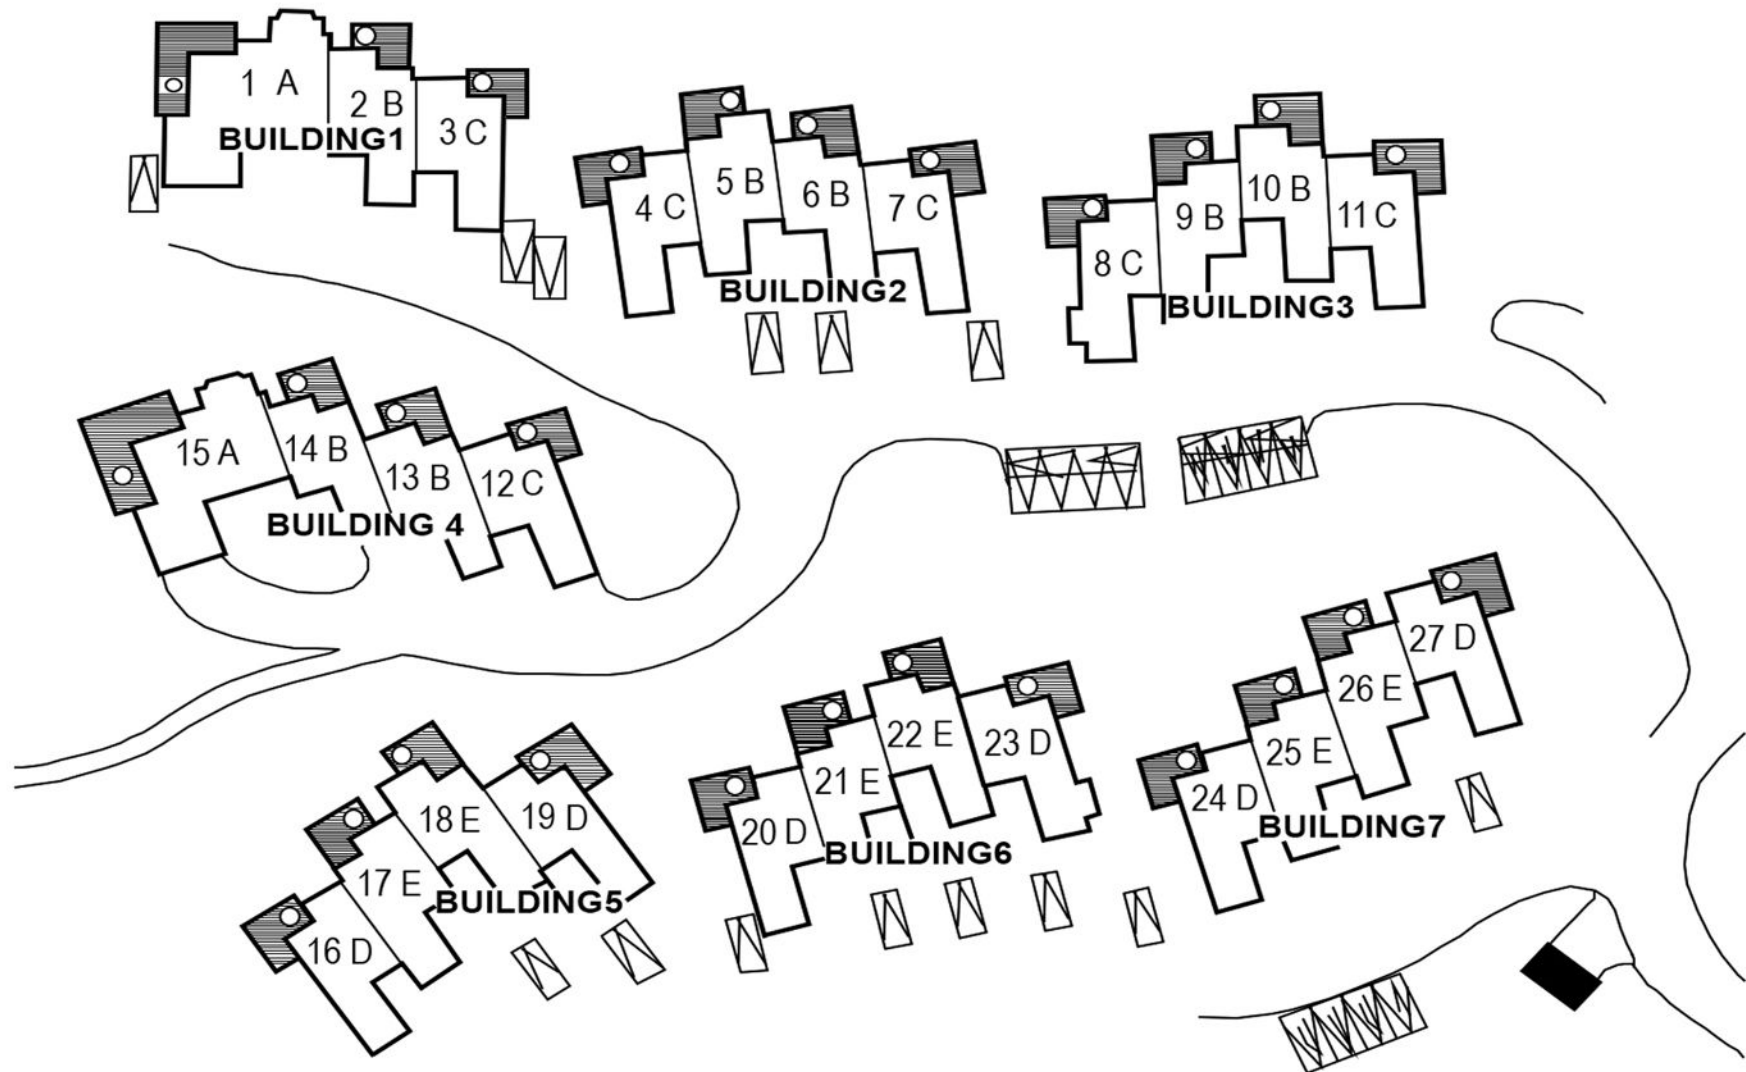 1 A
2 B
3 C
BUILDING1
4 C
5 B
6 B
7 C
BUILDING2
8 C
9 B
10 B
11 C
BUILDING3
15 A
14 B
13 B
12 C
BUILDING 4
16 D
17 E
18 E
19 D
BUILDING5
20 D
21 E
22 E
23 D
BUILDING6
24 D
25 E
26 E
27 D
BUILDING7